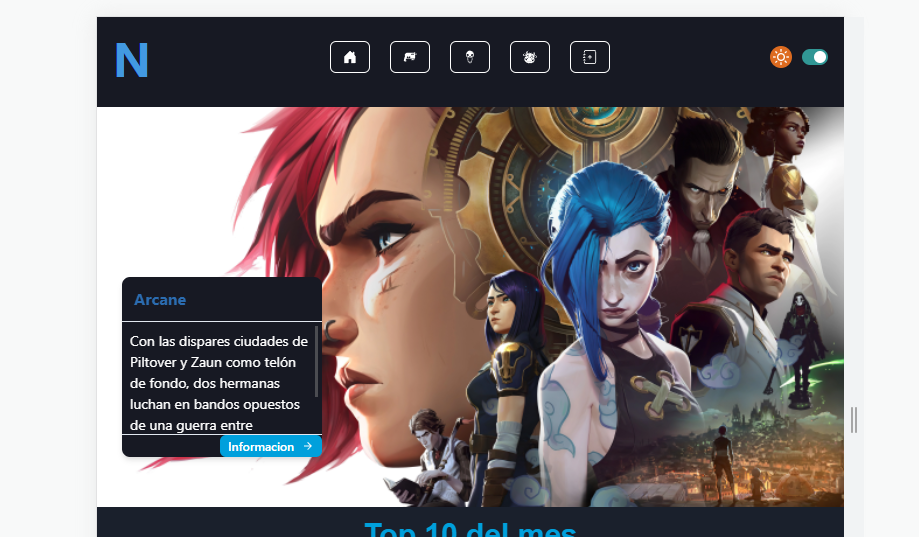 N
Arcane
Con las dispares ciudades de
Piltover y Zaun como telón
de fondo, dos hermanas
luchan en bandos opuestos
de una guerra entre
Informacion
Top 10 del mes